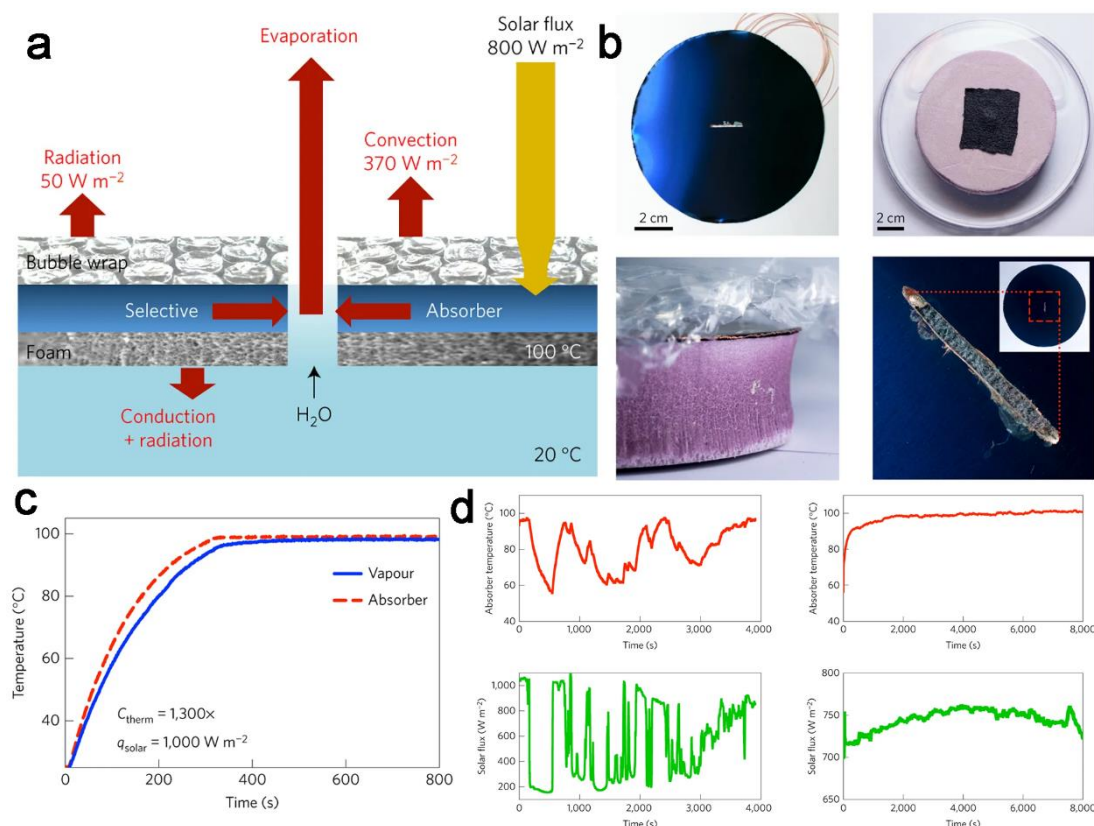 a
Evaporation
Solar flux
800 W m⁻²
Radiation
50 W m⁻²
Convection
370 W m⁻²
Bubble wrap
Selective
Absorber
Foam
100 °C
Conduction
+ radiation
H₂O
20 °C
b
2 cm
2 cm
c
Temperature (°C)
100
80
60
40
Vapour
Absorber
C_therm = 1,300×
q_solar = 1,000 W m⁻²
0 200 400 600 800
Time (s)
d
Absorber temperature (°C)
100
80
60
40
0 1,000 2,000 3,000 4,000
Time (s)
Absorber temperature (°C)
100
80
60
40
0 2,000 4,000 6,000 8,000
Time (s)
Solar flux (W m⁻²)
1,000
800
600
400
200
0 1,000 2,000 3,000 4,000
Time (s)
Solar flux (W m⁻²)
800
750
700
650
0 2,000 4,000 6,000 8,000
Time (s)